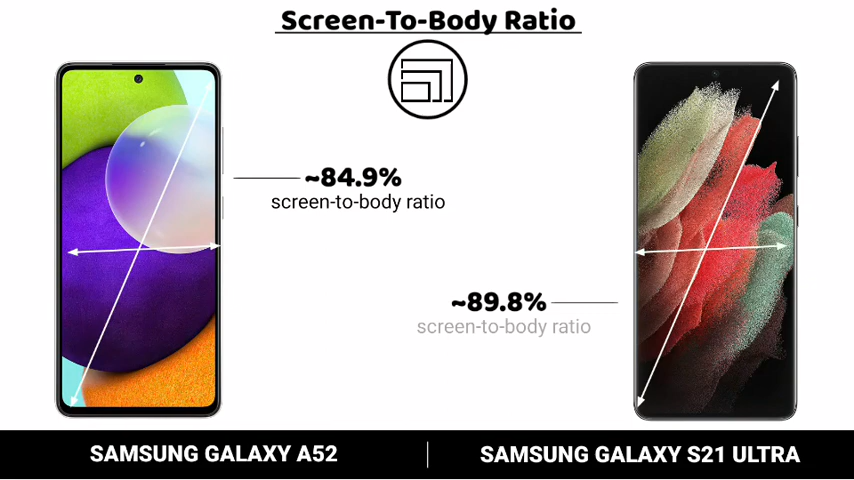 Screen-To-Body Ratio
~84.9%
screen-to-body ratio
~89.8%
screen-to-body ratio
SAMSUNG GALAXY A52
SAMSUNG GALAXY S21 ULTRA